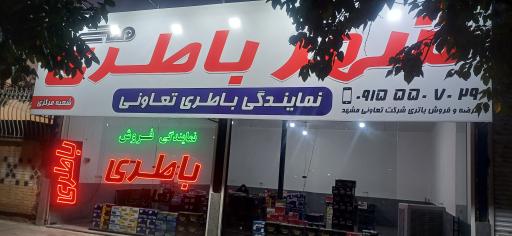 شهر باطری
شعبه مرکزی
نمایندگی باطری تعاونی
۰۹۱۵ ۵۵۰ ۷۰ ۲۹
عرضه و فروش باتری شرکت تعاونی مشهد
نمایندگی فروش
باطری
باطری